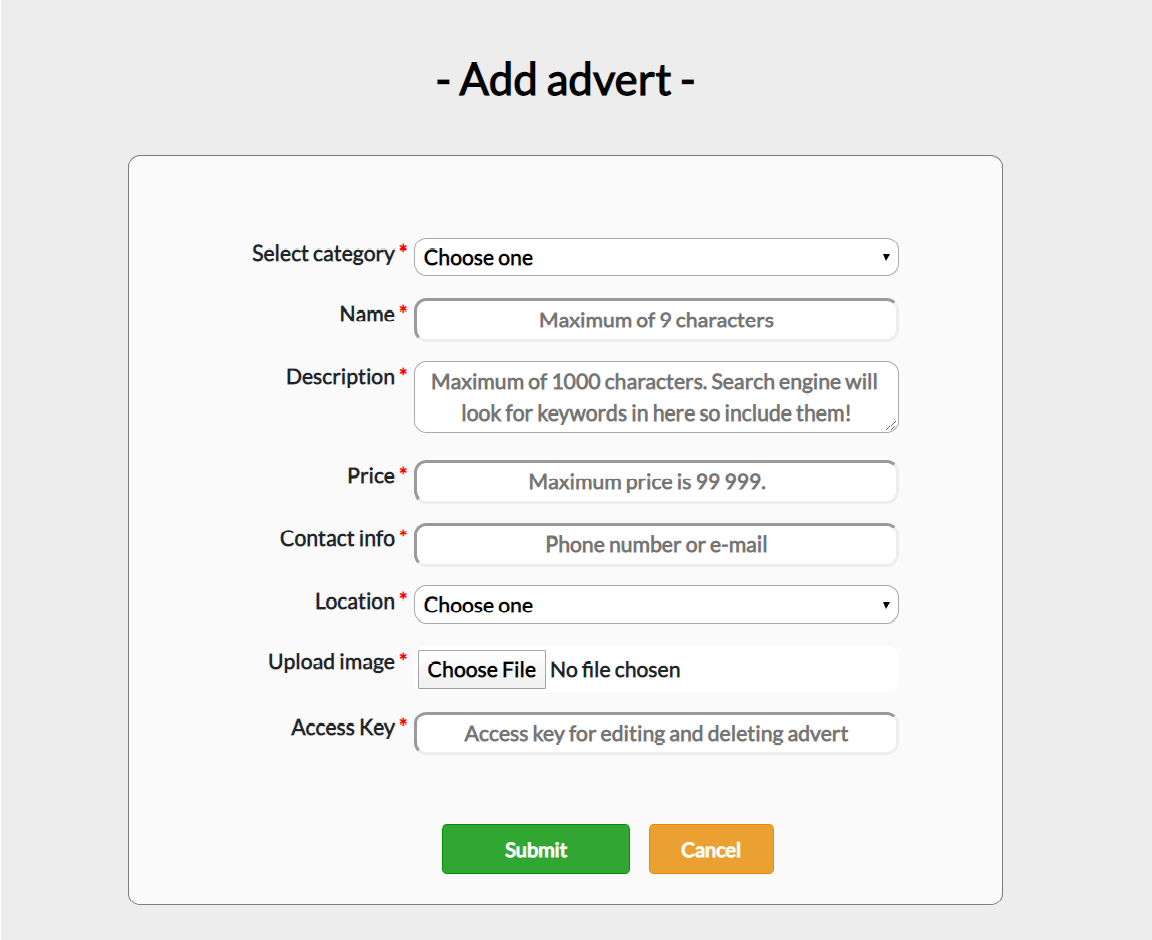 - Add advert -
Select category * Choose one
Name * Maximum of 9 characters
Description * Maximum of 1000 characters. Search engine will
look for keywords in here so include them!
Price * Maximum price is 99 999.
Contact info * Phone number or e-mail
Location * Choose one
Upload image * Choose File No file chosen
Access Key * Access key for editing and deleting advert
Submit Cancel